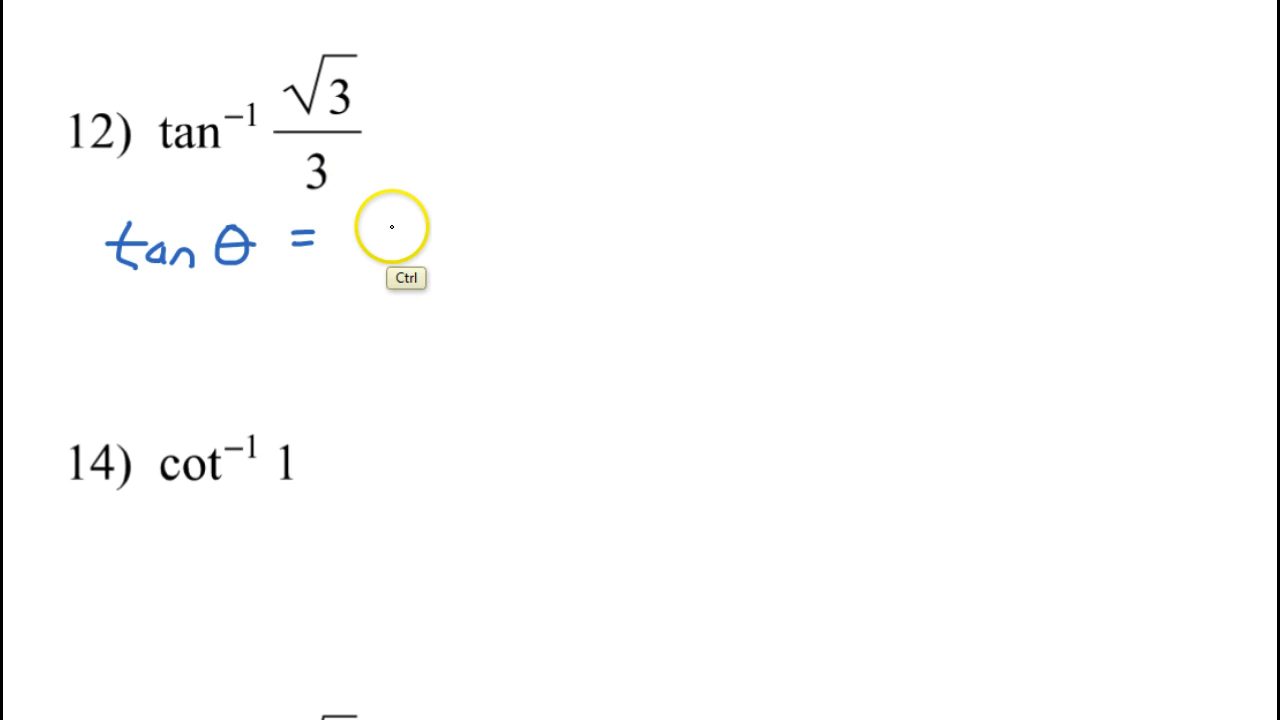 12) tan⁻¹ √3/3
tan θ =
Ctrl
14) cot⁻¹ 1